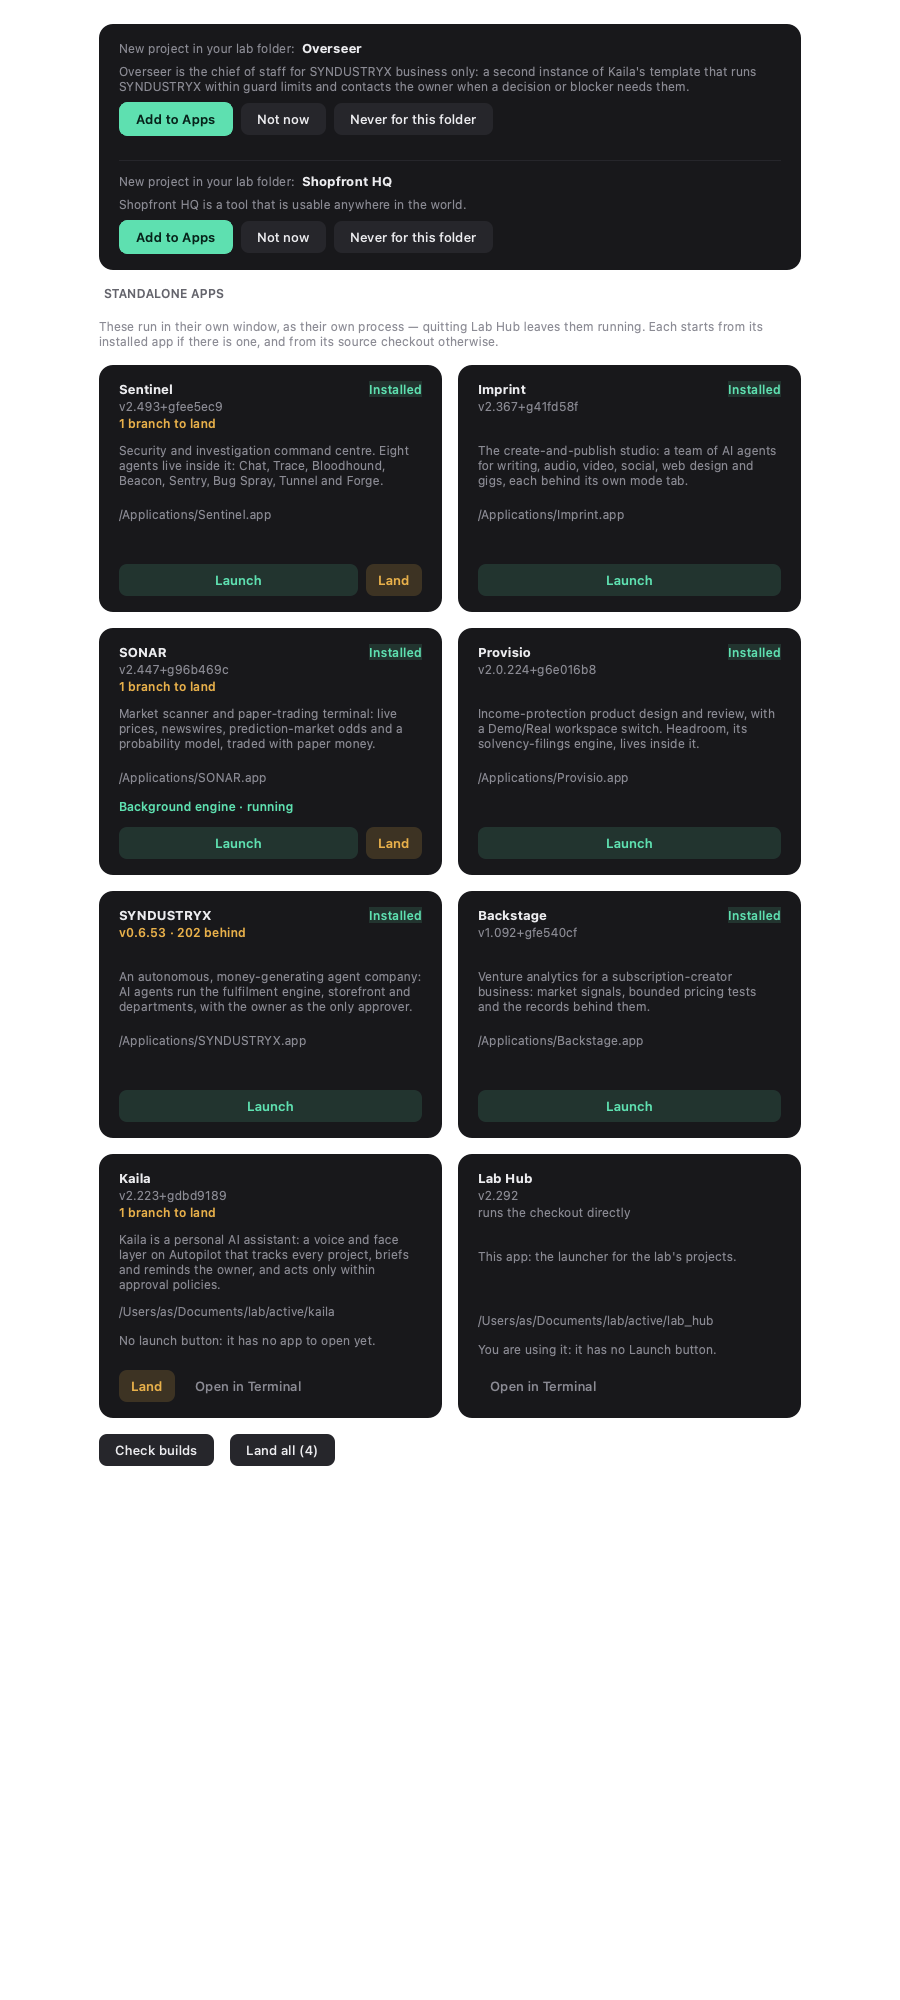 New project in your lab folder: Overseer
Overseer is the chief of staff for SYNDUSTRYX business only: a second instance of Kaila's template that runs
SYNDUSTRYX within guard limits and contacts the owner when a decision or blocker needs them.
Add to Apps
Not now
Never for this folder
New project in your lab folder: Shopfront HQ
Shopfront HQ is a tool that is usable anywhere in the world.
Add to Apps
Not now
Never for this folder
STANDALONE APPS
These run in their own window, as their own process — quitting Lab Hub leaves them running. Each starts from its
installed app if there is one, and from its source checkout otherwise.
Sentinel
Installed
v2.493+gfee5ec9
1 branch to land
Security and investigation command centre. Eight
agents live inside it: Chat, Trace, Bloodhound,
Beacon, Sentry, Bug Spray, Tunnel and Forge.
/Applications/Sentinel.app
Launch
Land
Imprint
Installed
v2.367+g41fd58f
The create-and-publish studio: a team of AI agents
for writing, audio, video, social, web design and
gigs, each behind its own mode tab.
/Applications/Imprint.app
Launch
SONAR
Installed
v2.447+g96b469c
1 branch to land
Market scanner and paper-trading terminal: live
prices, newswires, prediction-market odds and a
probability model, traded with paper money.
/Applications/SONAR.app
Background engine · running
Launch
Land
Provisio
Installed
v2.0.224+g6e016b8
Income-protection product design and review, with
a Demo/Real workspace switch. Headroom, its
solvency-filings engine, lives inside it.
/Applications/Provisio.app
Launch
SYNDUSTRYX
Installed
v0.6.53 · 202 behind
An autonomous, money-generating agent company:
AI agents run the fulfilment engine, storefront and
departments, with the owner as the only approver.
/Applications/SYNDUSTRYX.app
Launch
Backstage
Installed
v1.092+gfe540cf
Venture analytics for a subscription-creator
business: market signals, bounded pricing tests
and the records behind them.
/Applications/Backstage.app
Launch
Kaila
v2.223+gdbd9189
1 branch to land
Kaila is a personal AI assistant: a voice and face
layer on Autopilot that tracks every project, briefs
and reminds the owner, and acts only within
approval policies.
/Users/as/Documents/lab/active/kaila
No launch button: it has no app to open yet.
Land
Open in Terminal
Lab Hub
v2.292
runs the checkout directly
This app: the launcher for the lab's projects.
/Users/as/Documents/lab/active/lab_hub
You are using it: it has no Launch button.
Open in Terminal
Check builds
Land all (4)